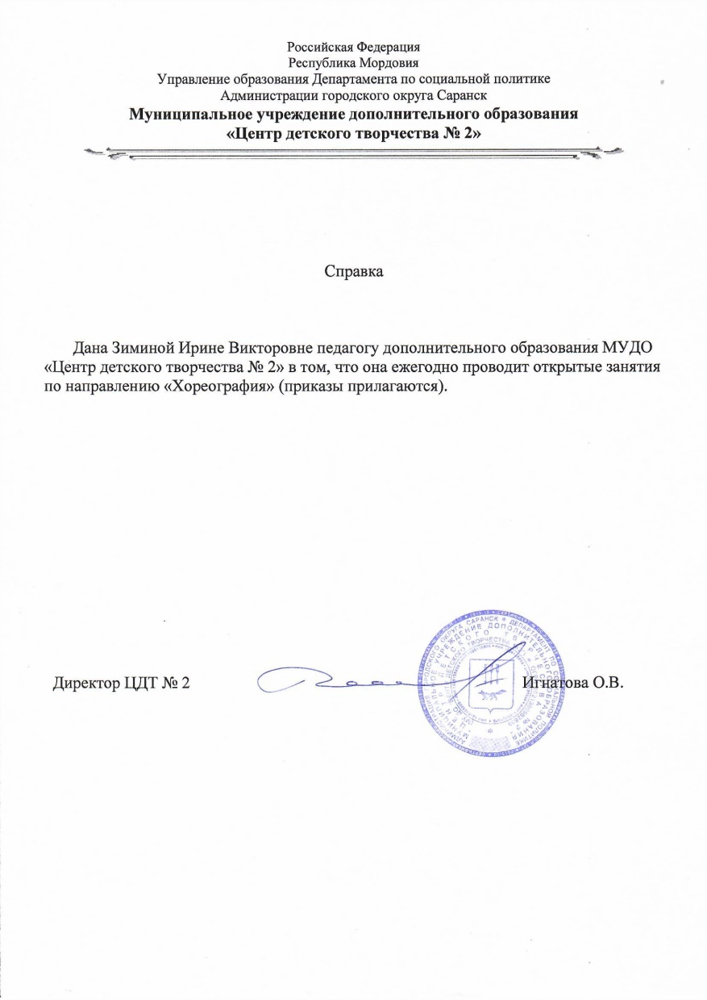 Российская Федерация
Республика Мордовия
Управление образования Департамента по социальной политике
Администрации городского округа Саранск
Муниципальное учреждение дополнительного образования
«Центр детского творчества № 2»
Справка
Дана Зиминой Ирине Викторовне педагогу дополнительного образования МУДО
«Центр детского творчества № 2» в том, что она ежегодно проводит открытые занятия
по направлению «Хореография» (приказы прилагаются).
Директор ЦДТ № 2
Игнатова О.В.